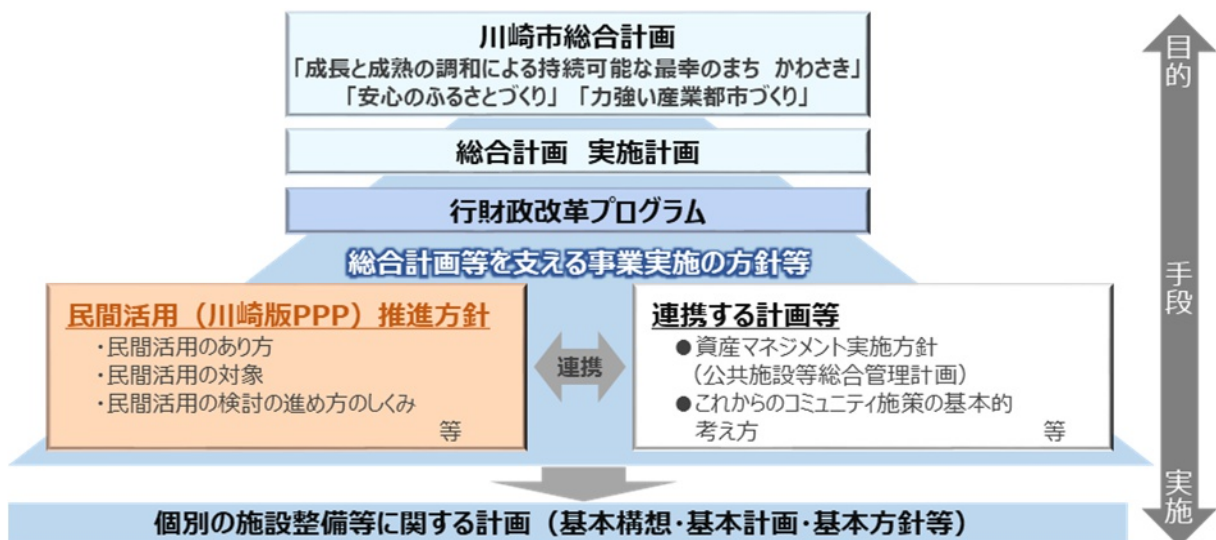 川崎市総合計画
「成長と成熟の調和による持続可能な最幸のまち かわさき」
「安心のふるさとづくり」 「力強い産業都市づくり」
総合計画 実施計画
行財政改革プログラム
総合計画等を支える事業実施の方針等
民間活用（川崎版PPP）推進方針
・民間活用のあり方
・民間活用の対象
・民間活用の検討の進め方のしくみ
等
連携
連携する計画等
●資産マネジメント実施方針
（公共施設等総合管理計画）
●これからのコミュニティ施策の基本的
考え方 等
個別の施設整備等に関する計画（基本構想・基本計画・基本方針等）
目的
手段
実施